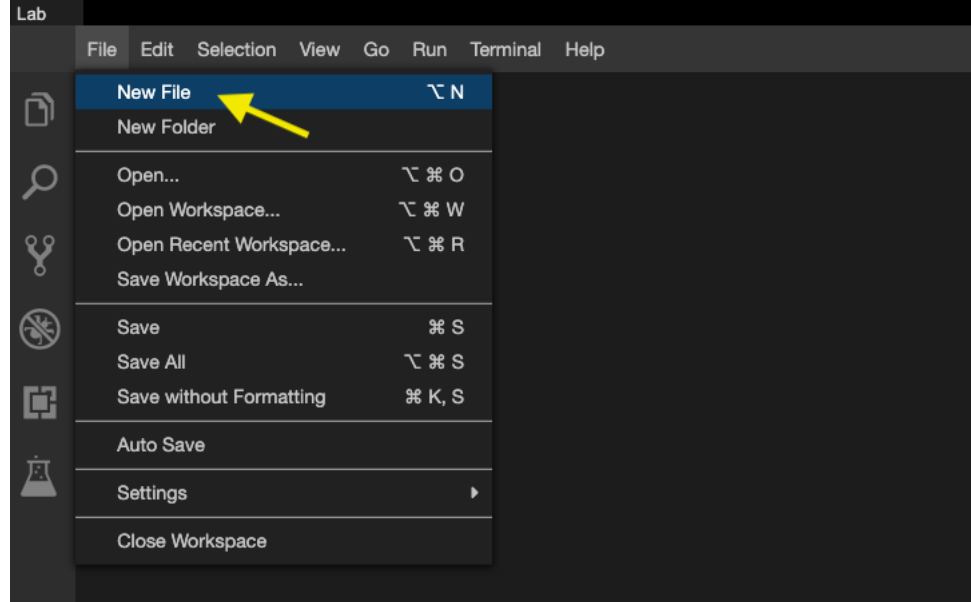 Lab
File Edit Selection View Go Run Terminal Help
New File ⌥ N
New Folder
Open... ⌥ ⌘ O
Open Workspace... ⌥ ⌘ W
Open Recent Workspace... ⌥ ⌘ R
Save Workspace As...
Save ⌘ S
Save All ⌥ ⌘ S
Save without Formatting ⌘ K, S
Auto Save
Settings
Close Workspace